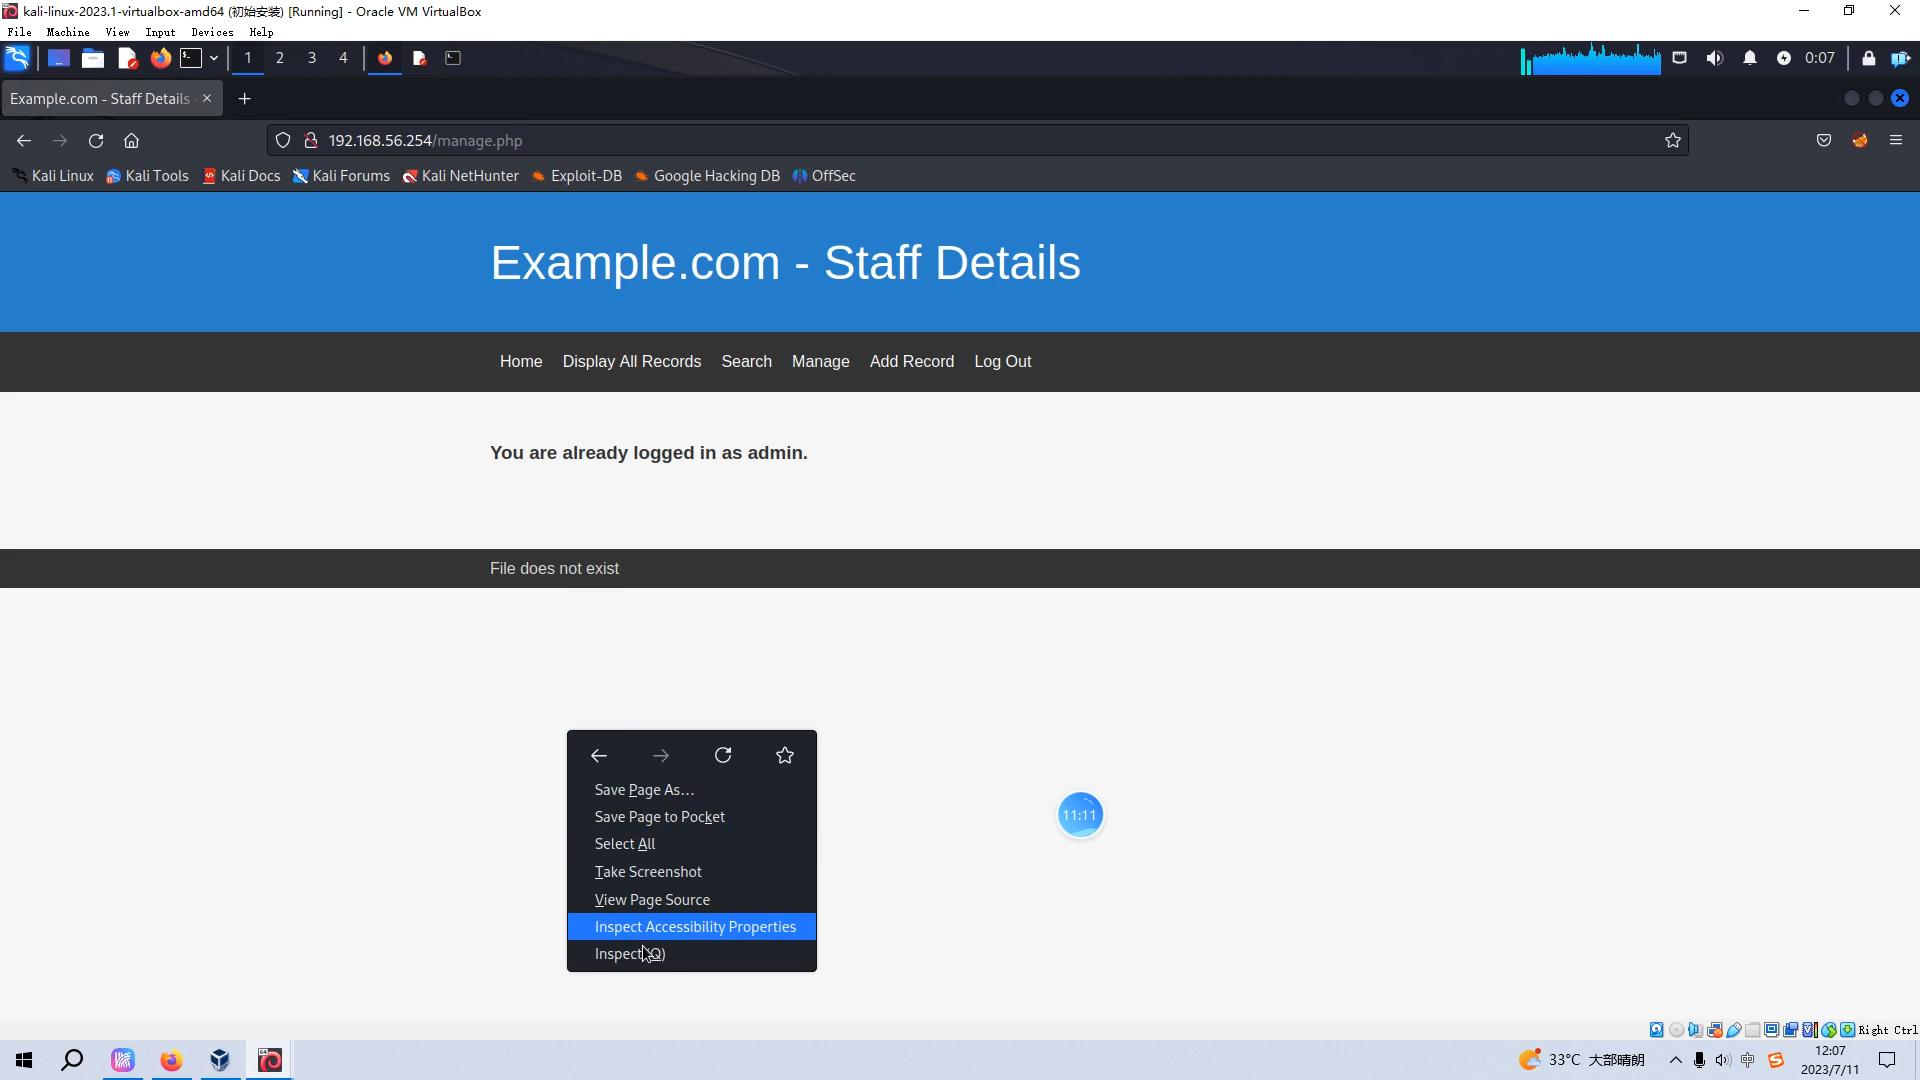 kali-linux-2023.1-virtualbox-amd64 (初始安装) [Running] - Oracle VM VirtualBox
File Machine View Input Devices Help
1 2 3 4 0:07
Example.com - Staff Details
192.168.56.254/manage.php
Kali Linux Kali Tools Kali Docs Kali Forums Kali NetHunter Exploit-DB Google Hacking DB OffSec
Example.com - Staff Details
Home Display All Records Search Manage Add Record Log Out
You are already logged in as admin.
File does not exist
Save Page As…
Save Page to Pocket
Select All
Take Screenshot
View Page Source
Inspect Accessibility Properties
Inspect (Q)
11:11
Right Ctrl
33°C 大部晴朗 中 12:07
2023/7/11